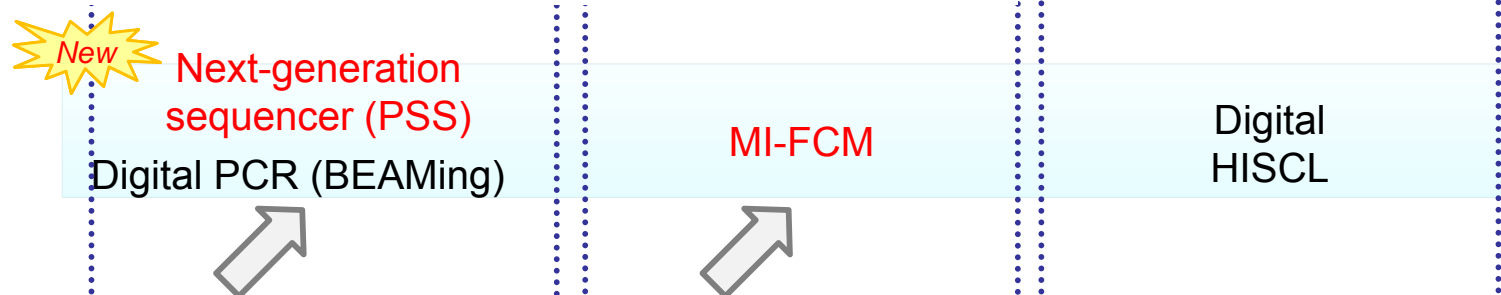 New
Next-generation
sequencer (PSS)
Digital PCR (BEAMing)
MI-FCM
Digital
HISCL